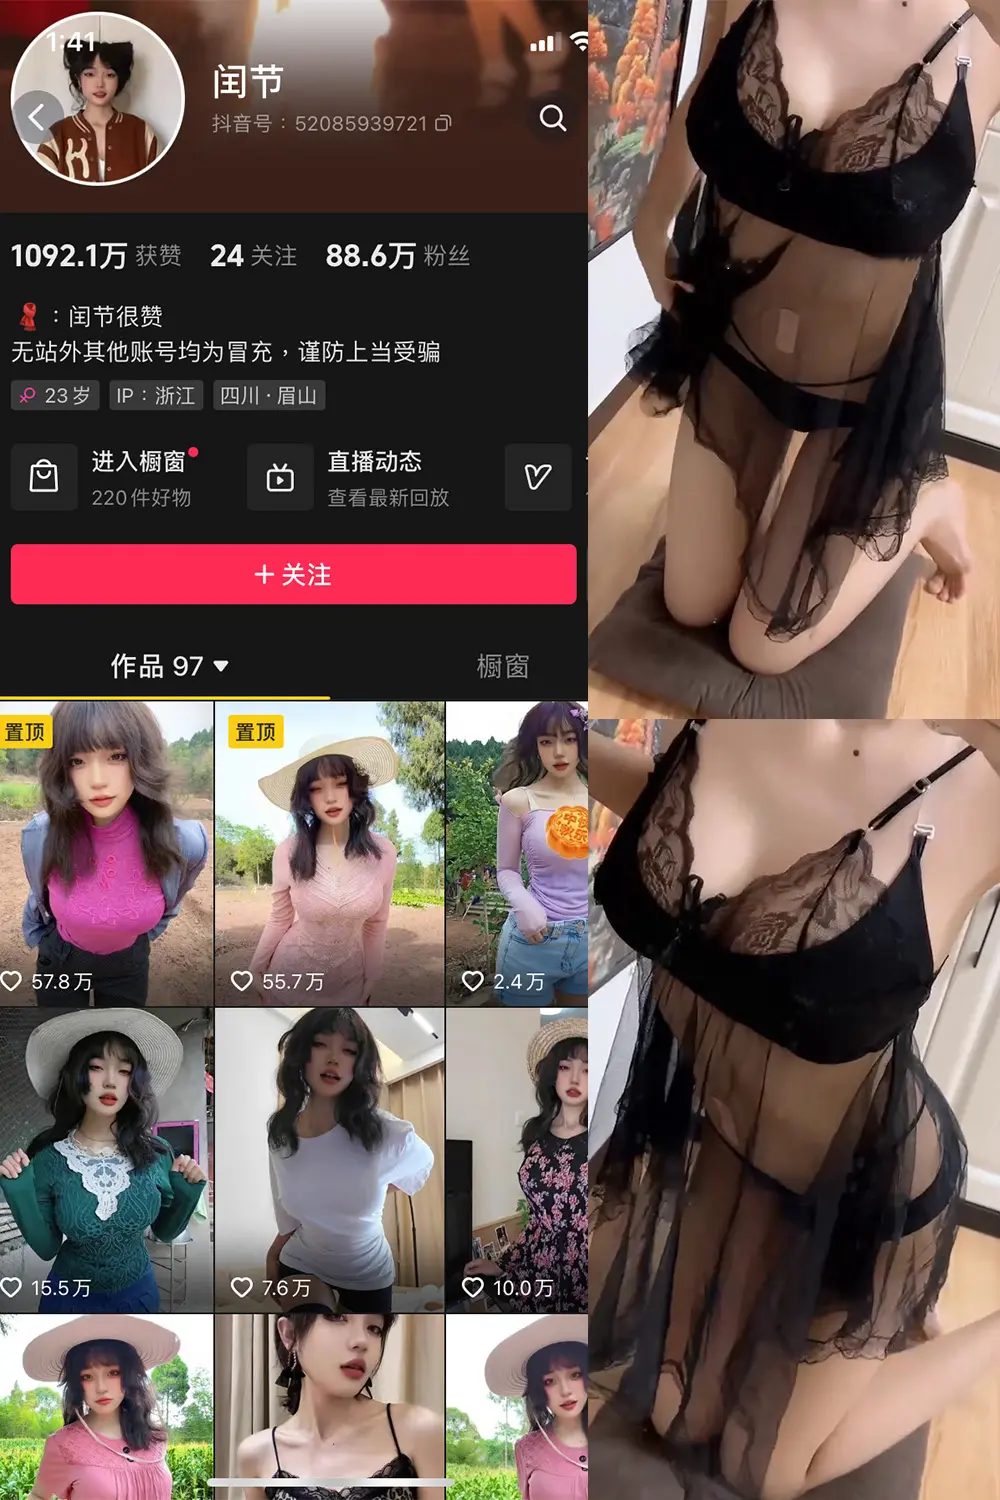 1:41
闰节
抖音号：52085939721
1092.1万 获赞 24 关注 88.6万 粉丝
：闰节很赞
无站外其他账号均为冒充，谨防上当受骗
23岁 IP：浙江 四川·眉山
进入橱窗 直播动态
220件好物 查看最新回放
+ 关注
作品 97 橱窗
置顶 置顶
57.8万 55.7万 2.4万
15.5万 7.6万 10.0万